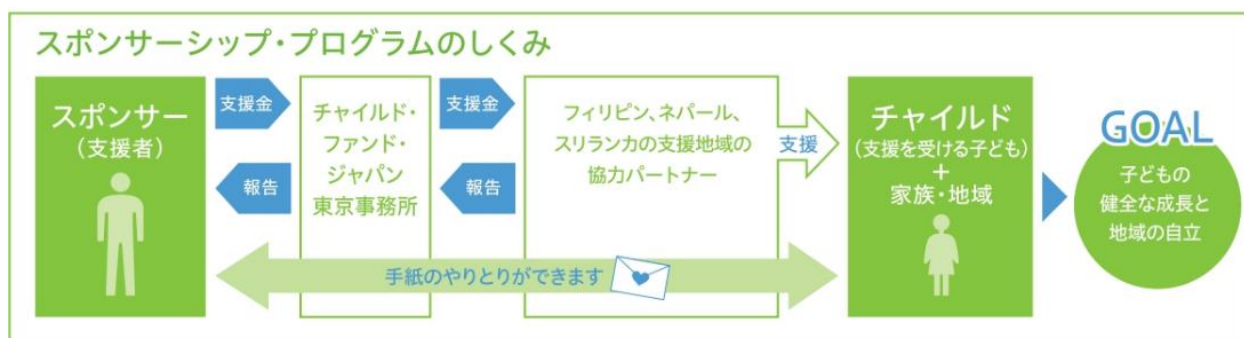 スポンサーシップ・プログラムのしくみ
スポンサー
(支援者)
支援金
報告
チャイルド・
ファンド・
ジャパン
東京事務所
支援金
報告
フィリピン、ネパール、
スリランカの支援地域の
協力パートナー
支援
チャイルド
(支援を受ける子ども)
+
家族・地域
GOAL
子どもの
健全な成長と
地域の自立
手紙のやりとりができます